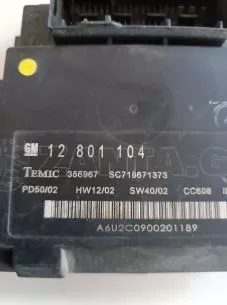 GM 12 801 104
TEMIC 356967 SC718671373
PD50/02 HW12/02 SW40/02 CC608
A6U2C0900201189